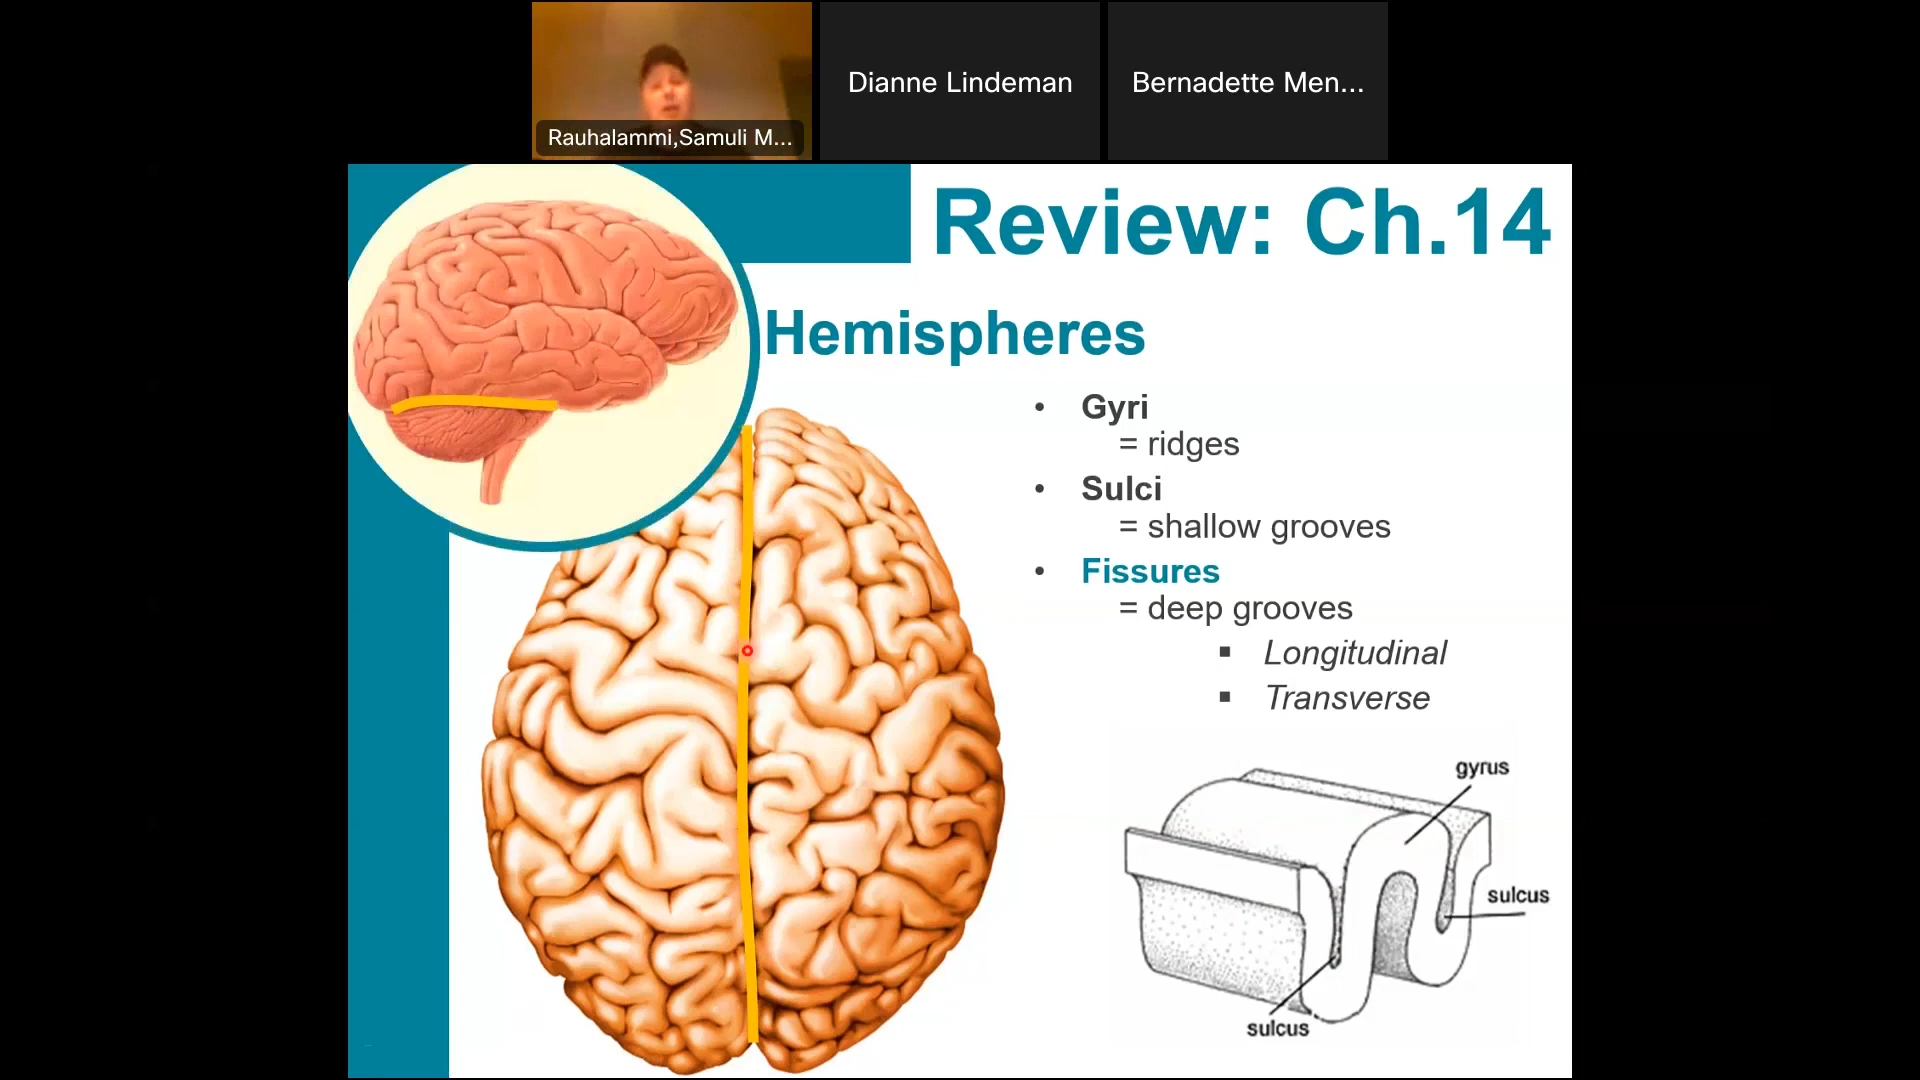 Rauhalammi,Samuli M...
Dianne Lindeman
Bernadette Men...
Review: Ch.14
Hemispheres
• Gyri
= ridges
• Sulci
= shallow grooves
• Fissures
= deep grooves
▪ Longitudinal
▪ Transverse
gyrus
sulcus
sulcus